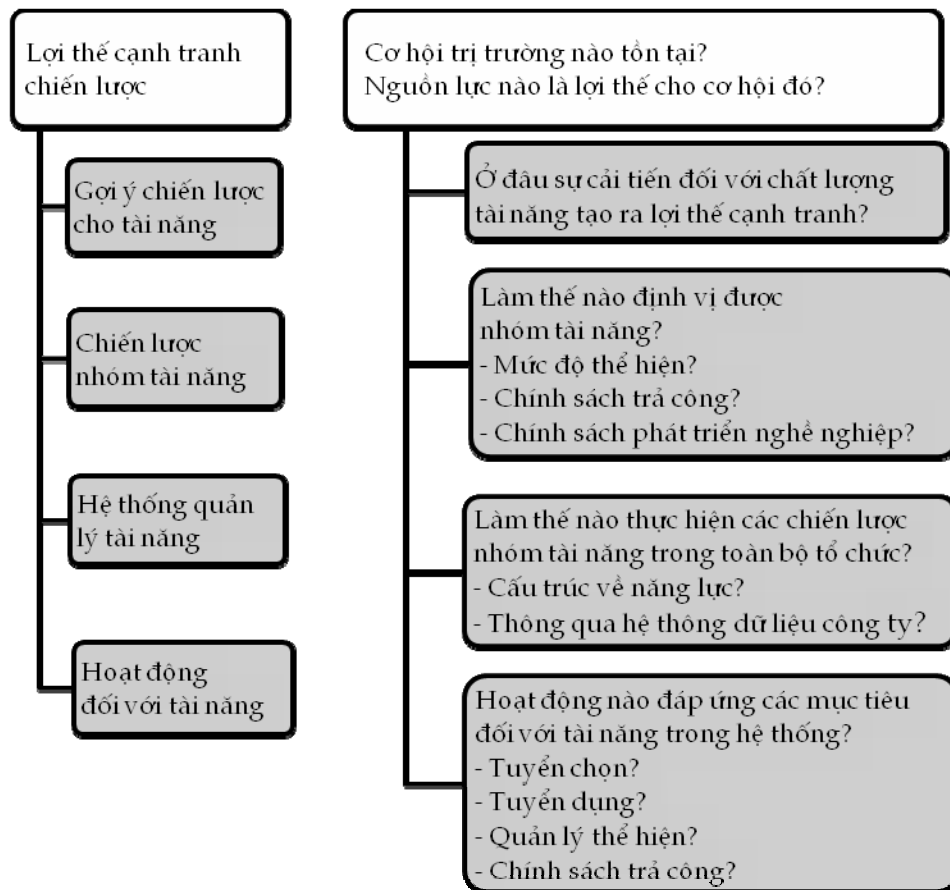 Lợi thế cạnh tranh
chiến lược
Gợi ý chiến lược
cho tài năng
Chiến lược
nhóm tài năng
Hệ thống quản
lý tài năng
Hoạt động
đối với tài năng
Cơ hội trị trường nào tồn tại?
Nguồn lực nào là lợi thế cho cơ hội đó?
Ở đâu sự cải tiến đối với chất lượng
tài năng tạo ra lợi thế cạnh tranh?
Làm thế nào định vị được
nhóm tài năng?
- Mức độ thể hiện?
- Chính sách trả công?
- Chính sách phát triển nghề nghiệp?
Làm thế nào thực hiện các chiến lược
nhóm tài năng trong toàn bộ tổ chức?
- Cấu trúc về năng lực?
- Thông qua hệ thông dữ liệu công ty?
Hoạt động nào đáp ứng các mục tiêu
đối với tài năng trong hệ thống?
- Tuyển chọn?
- Tuyển dụng?
- Quản lý thể hiện?
- Chính sách trả công?